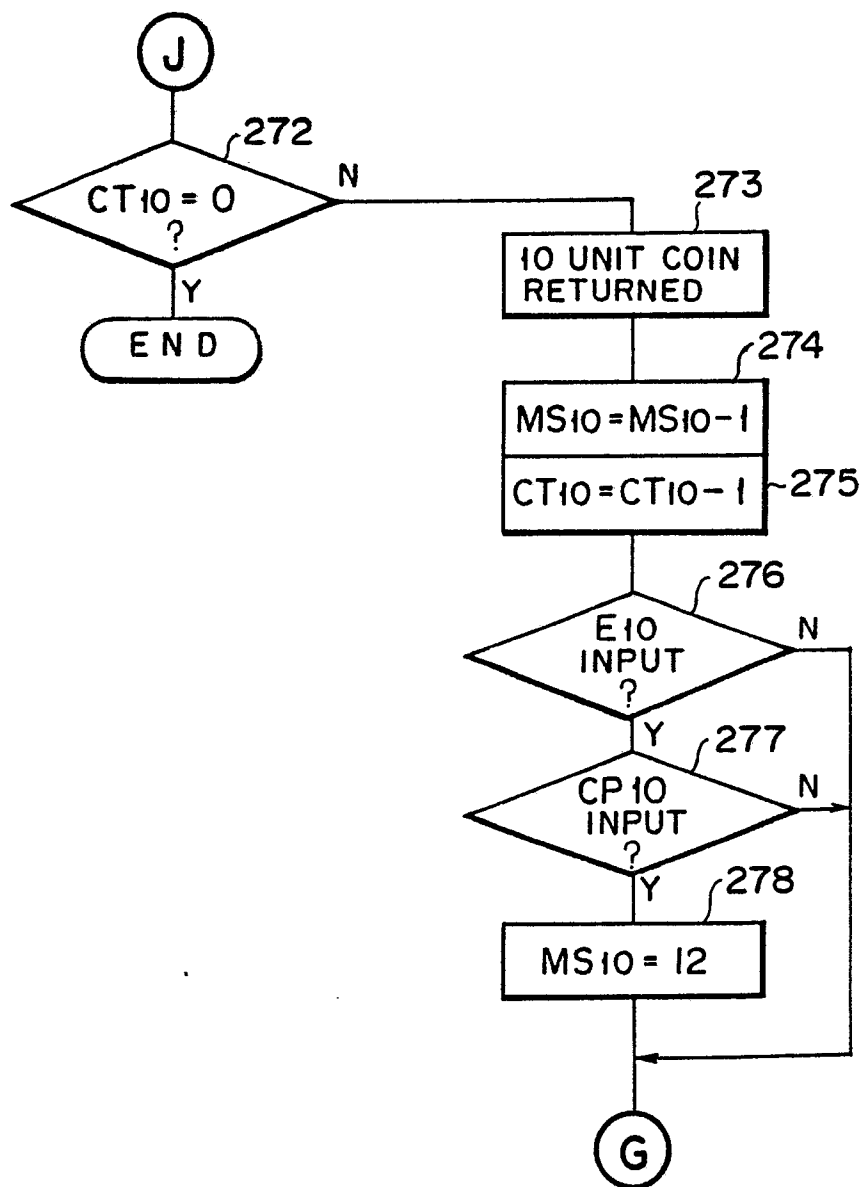 J
272
CT10 = 0
?
N
Y
END
273
10 UNIT COIN
RETURNED
274
MS10=MS10-1
CT10=CT10-1
275
276
E10
INPUT
?
N
Y
277
CP10
INPUT
?
N
Y
278
MS10 = 12
G